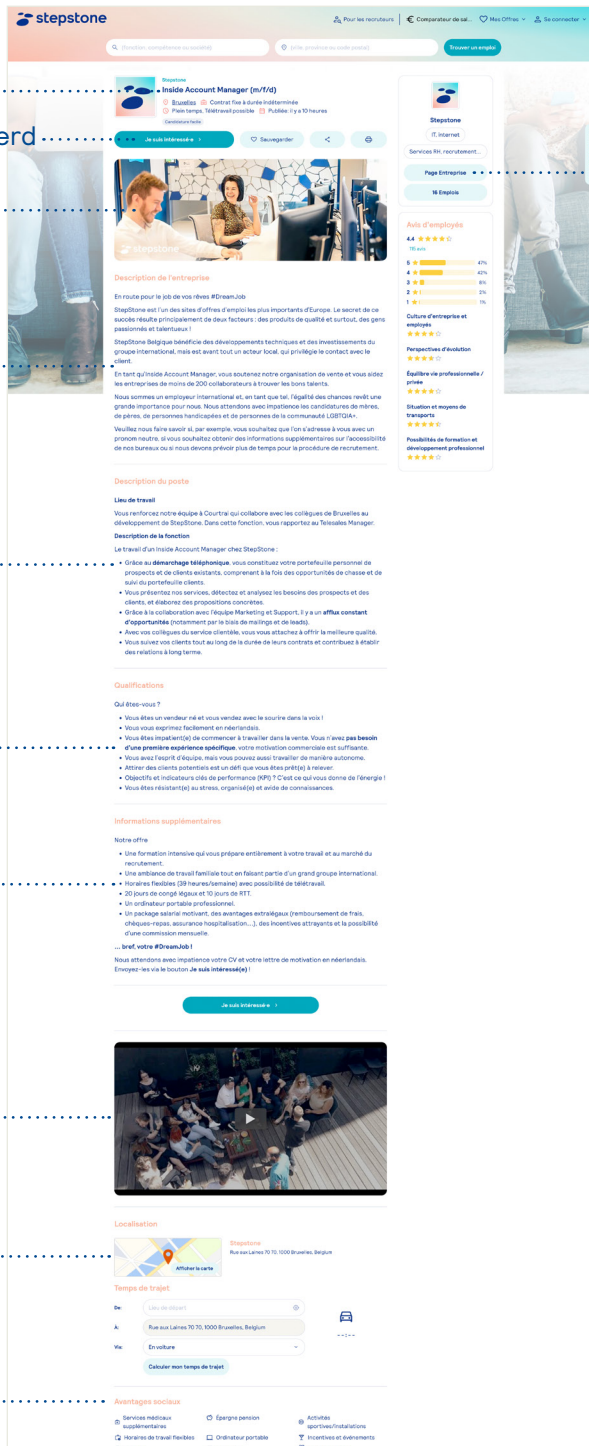 stepstone
Pour les recruteurs
Comparateur de sal...
Mes Offres
Se connecter
(fonction, compétence ou société)
(ville, province ou code postal)
Trouver un emploi
Stepstone
Inside Account Manager (m/f/d)
Bruxelles Contrat fixe à durée indéterminée
Plein temps, Télétravail possible Publiée: il y a 10 heures
Candidature facile
erd
Je suis intéressé·e
Sauvegarder
stepstone
Stepstone
IT, internet
Services RH, recrutement...
Page Entreprise
16 Emplois
Avis d'employés
4,4
115 avis
5 47%
4 42%
3 8%
2 2%
1 1%
Culture d'entreprise et
employés
Perspectives d'évolution
Équilibre vie professionnelle /
privée
Situation et moyens de
transports
Possibilités de formation et
développement professionnel
Description de l'entreprise
En route pour le job de vos rêves #DreamJob
StepStone est l'un des sites d'offres d'emploi les plus importants d'Europe. Le secret de ce
succès résulte principalement de deux facteurs : des produits de qualité et surtout, des gens
passionnés et talentueux !
StepStone Belgique bénéficie des développements techniques et des investissements du
groupe international, mais est avant tout un acteur local, qui privilégie le contact avec le
client.
En tant qu'Inside Account Manager, vous soutenez notre organisation de vente et vous aidez
les entreprises de moins de 200 collaborateurs à trouver les bons talents.
Nous sommes un employeur international et, en tant que tel, l'égalité des chances revêt une
grande importance pour nous. Nous attendons avec impatience les candidatures de mères,
de pères, de personnes handicapées et de personnes de la communauté LGBTQIA+.
Veuillez nous faire savoir si, par exemple, vous souhaitez que l'on s'adresse à vous avec un
pronom neutre, si vous souhaitez obtenir des informations supplémentaires sur l'accessibilité
de nos bureaux ou si nous devons prévoir plus de temps pour la procédure de recrutement.
Description du poste
Lieu de travail
Vous renforcez notre équipe à Courtrai qui collabore avec les collègues de Bruxelles au
développement de StepStone. Dans cette fonction, vous rapportez au Telesales Manager.
Description de la fonction
Le travail d'un Inside Account Manager chez StepStone :
• Grâce au démarchage téléphonique, vous constituez votre portefeuille personnel de
prospects et de clients existants, comprenant à la fois des opportunités de chasse et de
suivi du portefeuille clients.
• Vous présentez nos services, détectez et analysez les besoins des prospects et des
clients, et élaborez des propositions concrètes.
• Grâce à la collaboration avec l'équipe Marketing et Support, il y a un afflux constant
d'opportunités (notamment par le biais de mailings et de leads).
• Avec vos collègues du service clientèle, vous vous attachez à offrir la meilleure qualité.
• Vous suivez vos clients tout au long de la durée de leurs contrats et contribuez à établir
des relations à long terme.
Qualifications
Qui êtes-vous ?
• Vous êtes un vendeur né et vous vendez avec le sourire dans la voix !
• Vous vous exprimez facilement en néerlandais.
• Vous êtes impatient(e) de commencer à travailler dans la vente. Vous n'avez pas besoin
d'une première expérience spécifique, votre motivation commerciale est suffisante.
• Vous avez l'esprit d'équipe, mais vous pouvez aussi travailler de manière autonome.
• Attirer des clients potentiels est un défi que vous êtes prêt(e) à relever.
• Objectifs et indicateurs clés de performance (KPI) ? C'est ce qui vous donne de l'énergie !
• Vous êtes résistant(e) au stress, organisé(e) et avide de connaissances.
Informations supplémentaires
Notre offre
• Une formation intensive qui vous prépare entièrement à votre travail et au marché du
recrutement.
• Une ambiance de travail familiale tout en faisant partie d'un grand groupe international.
• Horaires flexibles (39 heures/semaine) avec possibilité de télétravail.
• 20 jours de congé légaux et 10 jours de RTT.
• Un ordinateur portable professionnel.
• Un package salarial motivant, des avantages extralégaux (remboursement de frais,
chèques-repas, assurance hospitalisation...), des incentives attrayants et la possibilité
d'une commission mensuelle.
... bref, votre #DreamJob !
Nous attendons avec impatience votre CV et votre lettre de motivation en néerlandais.
Envoyez-les via le bouton Je suis intéressé(e) !
Je suis intéressé·e
Localisation
Afficher la carte
Stepstone
Rue aux Laines 70 70, 1000 Bruxelles, Belgium
Temps de trajet
De: Lieu de départ
À: Rue aux Laines 70 70, 1000 Bruxelles, Belgium
Via: En voiture
--:--
Calculer mon temps de trajet
Avantages sociaux
Services médicaux
supplémentaires
Épargne pension
Activités
sportives/installations
Horaires de travail flexibles
Ordinateur portable
Incentives et événements